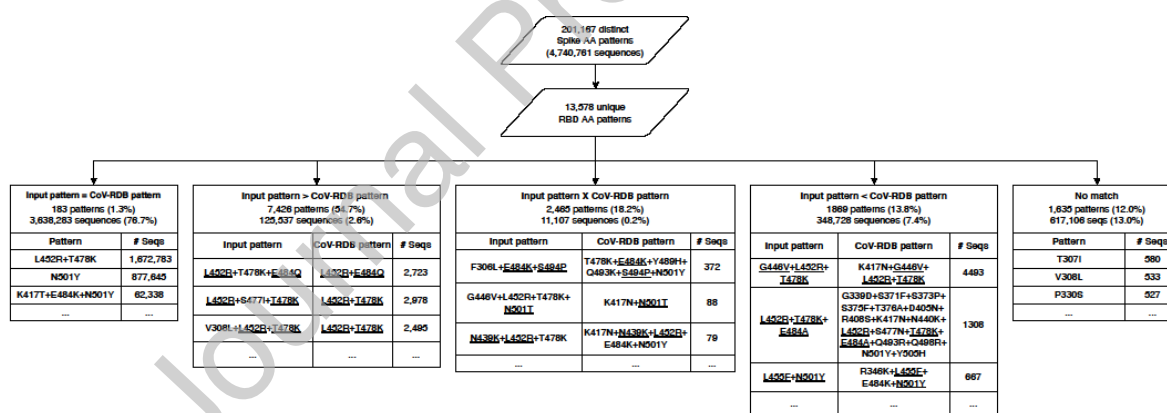 201,167 distinct
Spike AA patterns
(4,740,761 sequences)
13,578 unique
RBD AA patterns
Input pattern = CoV-RDB pattern
183 patterns (1.3%)
3,638,283 sequences (76.7%)
Pattern # Seqs
L452R+T478K 1,672,783
N501Y 877,645
K417T+E484K+N501Y 62,338
... ...
Input pattern > CoV-RDB pattern
7,426 patterns (54.7%)
125,537 sequences (2.6%)
Input pattern CoV-RDB pattern # Seqs
L452R+T478K+E484Q L452R+E484Q 2,723
L452R+S477I+T478K L452R+T478K 2,978
V308L+L452R+T478K L452R+T478K 2,495
... ... ...
Input pattern X CoV-RDB pattern
2,465 patterns (18.2%)
11,107 sequences (0.2%)
Input pattern CoV-RDB pattern # Seqs
F306L+E484K+S494P T478K+E484K+Y489H+
Q493K+S494P+N501Y 372
G446V+L452R+T478K+
N501T K417N+N501T 88
N439K+L452R+T478K K417N+N439K+L452R+
E484K+N501Y 79
... ... ...
Input pattern < CoV-RDB pattern
1869 patterns (13.8%)
348,728 sequences (7.4%)
Input pattern CoV-RDB pattern # Seqs
G446V+L452R+
T478K K417N+G446V+
L452R+T478K 4493
L452R+T478K+
E484A G339D+S371F+S373P+
S375F+T376A+D405N+
R408S+K417N+N440K+
L452R+S477N+T478K+
E484A+Q493R+Q498R+
N501Y+Y505H 1308
L455F+N501Y R346K+L455F+
E484K+N501Y 667
... ... ...
No match
1,635 patterns (12.0%)
617,106 seqs (13.0%)
Pattern # Seqs
T307I 580
V308L 533
P330S 527
... ...
Journal Pr